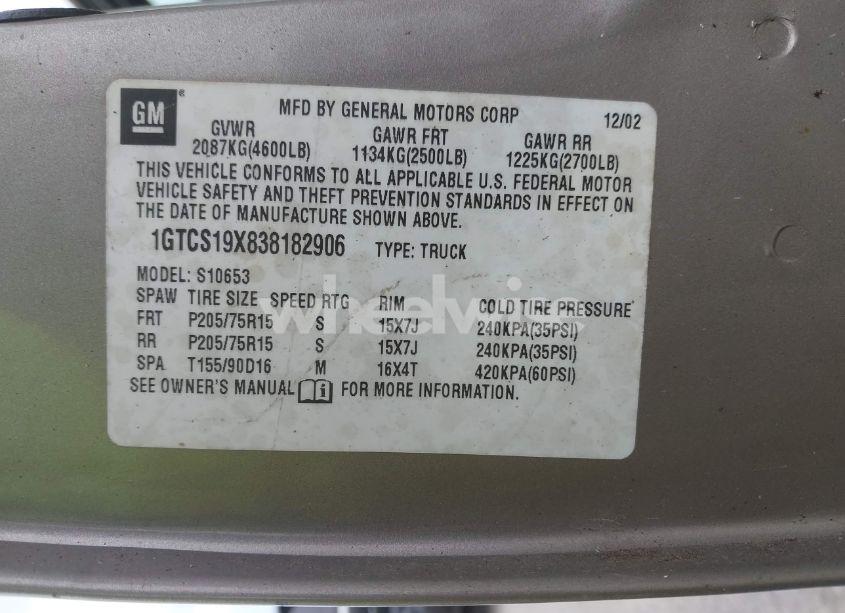 GM®
MFD BY GENERAL MOTORS CORP 12/02
GVWR GAWR FRT GAWR RR
2087KG(4600LB) 1134KG(2500LB) 1225KG(2700LB)
THIS VEHICLE CONFORMS TO ALL APPLICABLE U.S. FEDERAL MOTOR
VEHICLE SAFETY AND THEFT PREVENTION STANDARDS IN EFFECT ON
THE DATE OF MANUFACTURE SHOWN ABOVE.
1GTCS19X838182906 TYPE: TRUCK
MODEL: S10653
SPAW TIRE SIZE SPEED RTG RIM COLD TIRE PRESSURE
FRT P205/75R15 S 15X7J 240KPA(35PSI)
RR P205/75R15 S 15X7J 240KPA(35PSI)
SPA T155/90D16 M 16X4T 420KPA(60PSI)
SEE OWNER'S MANUAL i FOR MORE INFORMATION.